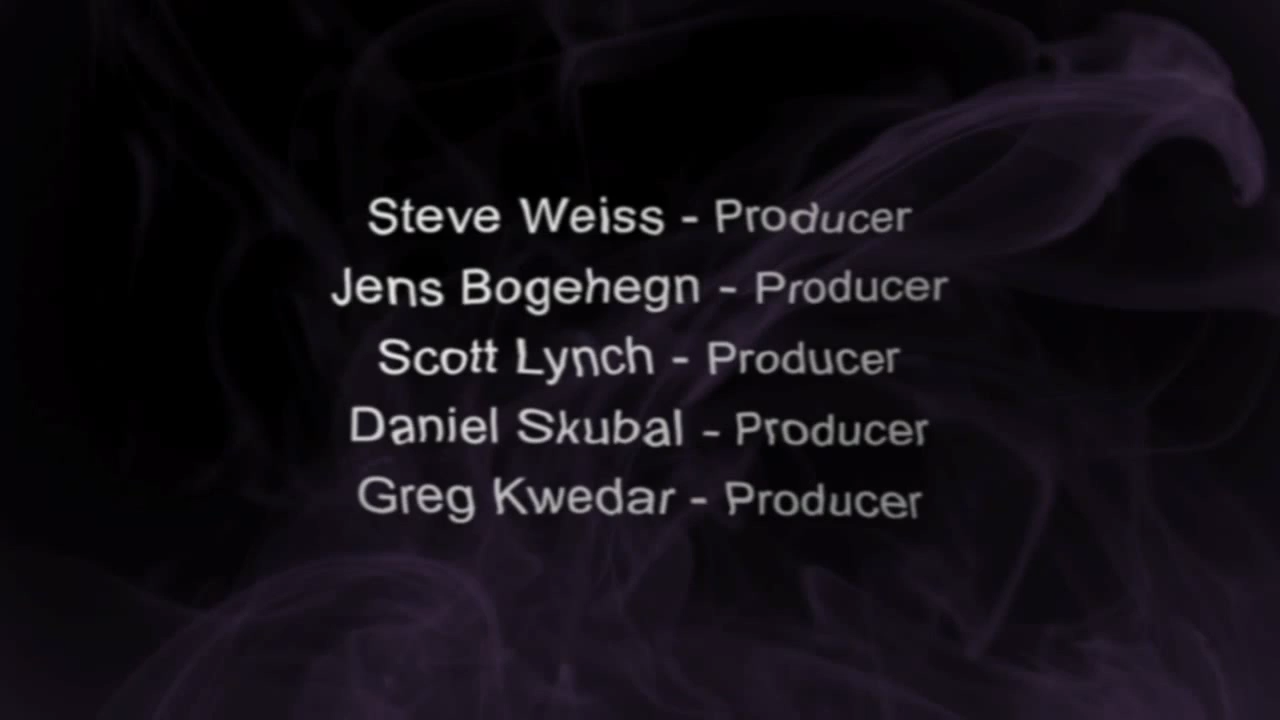 Steve Weiss - Producer
Jens Bogehegn - Producer
Scott Lynch - Producer
Daniel Skubal - Producer
Greg Kwedar - Producer